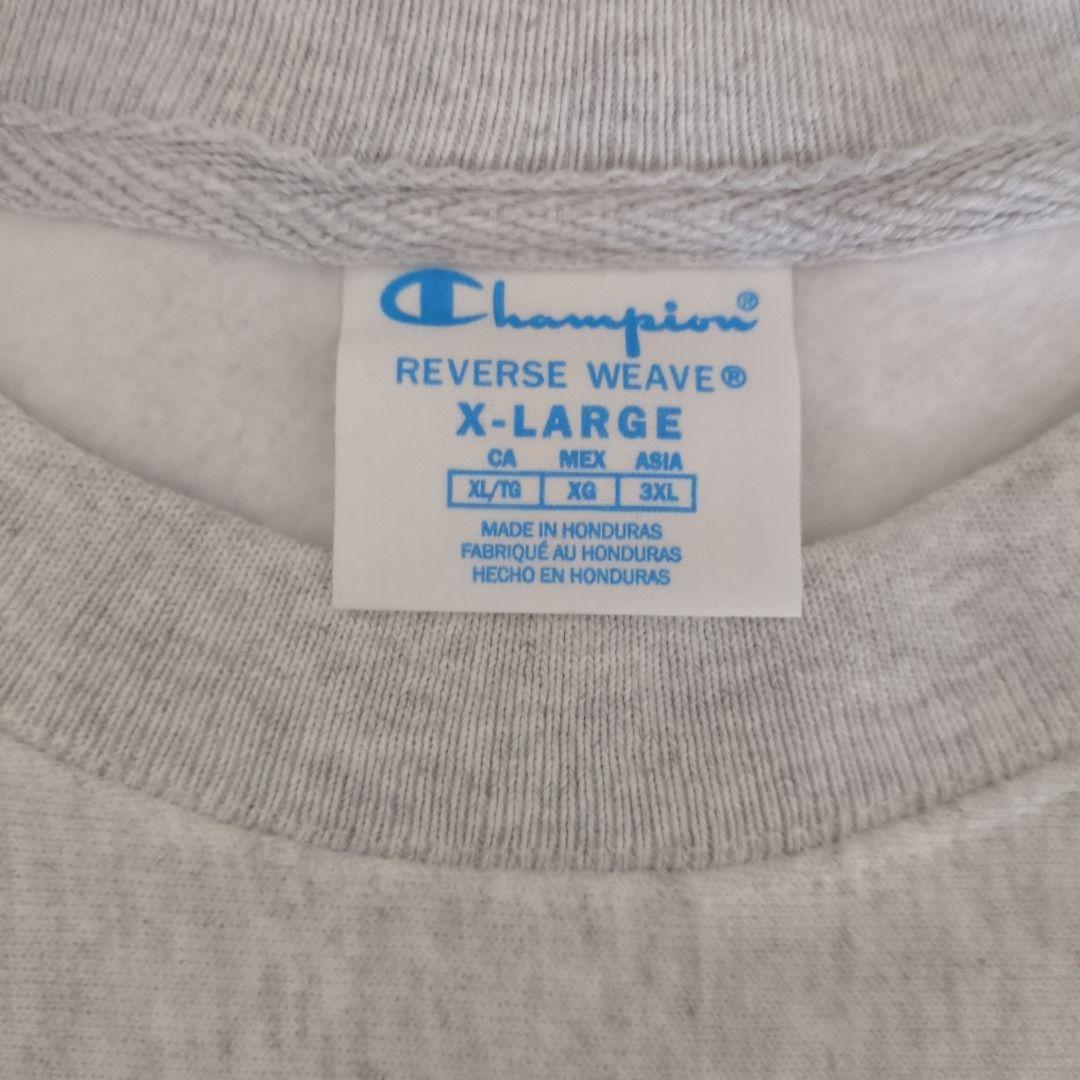 Champion®
REVERSE WEAVE®
X-LARGE
CA MEX ASIA
XL/TG XG 3XL
MADE IN HONDURAS
FABRIQUÉ AU HONDURAS
HECHO EN HONDURAS